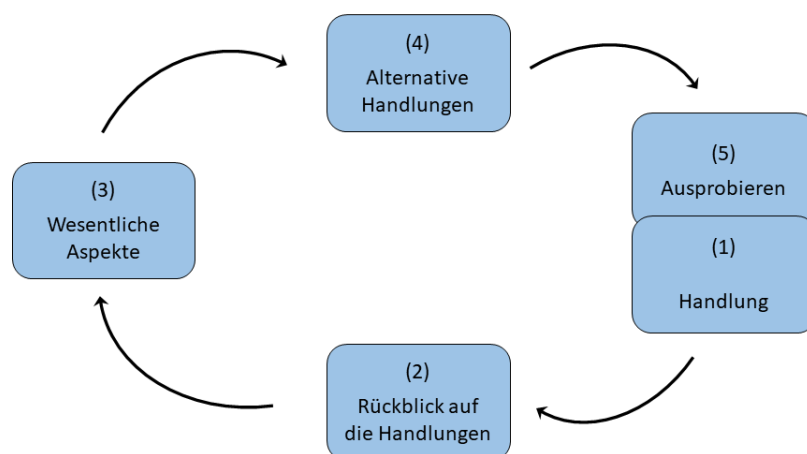 (4)
Alternative
Handlungen
(5)
Ausprobieren
(3)
Wesentliche
Aspekte
(1)
Handlung
(2)
Rückblick auf
die Handlungen